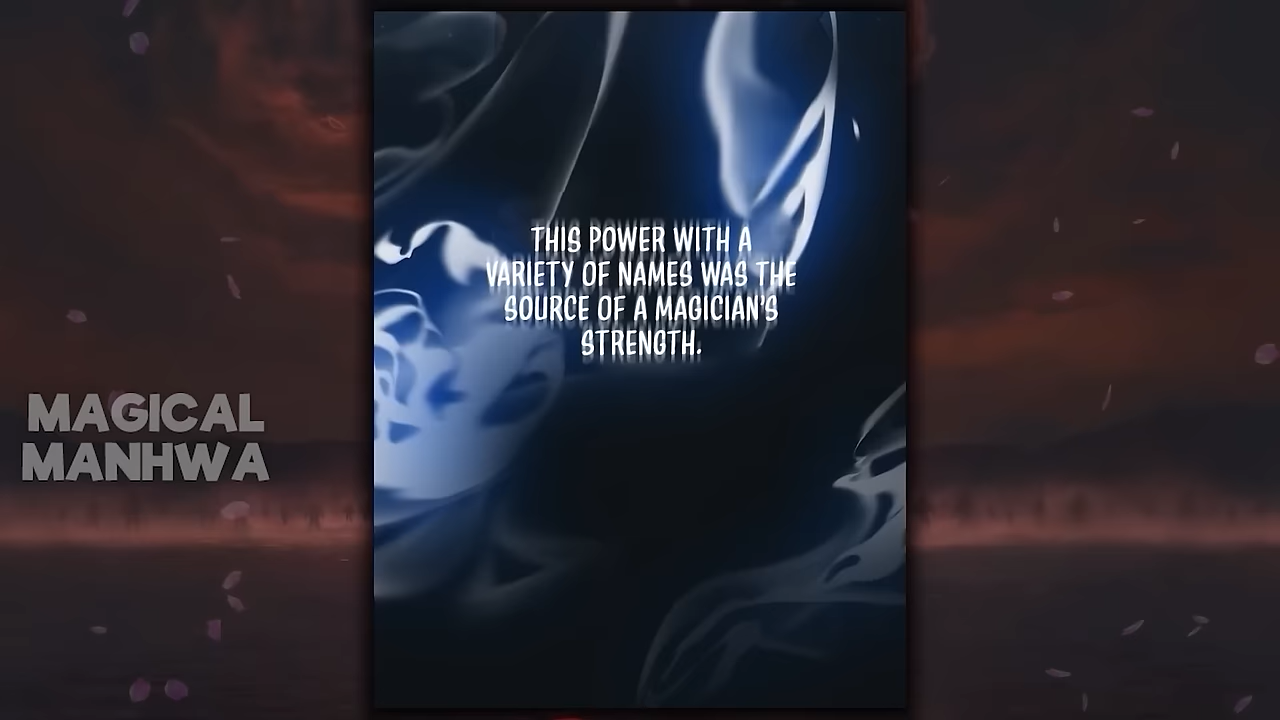 THIS POWER WITH A
VARIETY OF NAMES WAS THE
SOURCE OF A MAGICIAN'S
STRENGTH.
MAGICAL
MANHWA